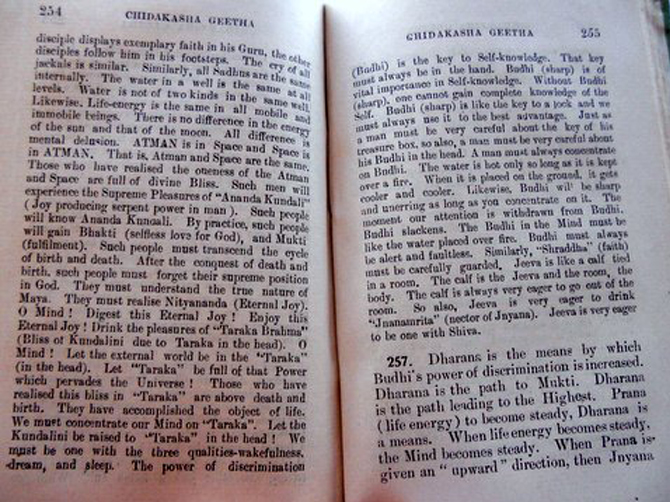 254
CHIDAKASHA GEETHA
disciple displays exemplary faith in his Guru, the other
disciples follow him in his footsteps. The cry of all
jackals is similar. Similarly, all Sadhus are the same
internally. The water in a well is the same at all
levels. Water is not of two kinds in the same well.
Likewise. Life-energy is the same in all mobile and
immobile beings. There is no difference in the energy
of the sun and that of the moon. All difference is
mental delusion. ATMAN is in Space and Space is
in ATMAN. That is, Atman and Space are the same.
Those who have realised the oneness of the Atman
and Space are full of divine Bliss. Such men will
experience the Supreme Pleasures of "Ananda Kundali"
(Joy producing serpent power in man). Such people
will know Ananda Kundali. By practice, such people
will gain Bhakti (selfless love for God), and Mukti
(fulfilment). Such people must transcend the cycle
of birth and death. After the conquest of death and
birth, such people must forget their supreme position
in God. They must understand the true nature of
Maya. They must realise Nityananda (Eternal Joy).
O Mind ! Digest this Eternal Joy ! Enjoy this
Eternal Joy ! Drink the pleasures of "Taraka Brahma"
(Bliss of Kundalini due to Taraka in the head). O
Mind ! Let the external world be in the "Taraka"
(in the head). Let "Taraka" be full of that Power
which pervades the Universe ! Those who have
realised this bliss in "Taraka" are above death and
birth. They have accomplished the object of life.
We must concentrate our Mind on "Taraka". Let the
Kundalini be raised to "Taraka" in the head ! We
must be one with the three qualities-wakefulness,
dream, and sleep. The power of discrimination
CHIDAKASHA GEETHA
255
(Budhi) is the key to Self-knowledge. That key
must always be in the hand. Budhi (sharp) is of
vital importance in Self-knowledge. Without Budhi
(sharp), one cannot gain complete knowledge of the
Self. Budhi (sharp) is like the key to a lock and we
must always use it to the best advantage. Just as
a man must be very careful about the key of his
treasure box, so also, a man must be very careful about
his Budhi in the head. A man must always concentrate
on Budhi. The water is hot only so long as it is kept
over a fire. When it is placed on the ground, it gets
cooler and cooler. Likewise, Budhi will be sharp
and unerring as long as you concentrate on it. The
moment our attention is withdrawn from Budhi,
Budhi slackens. The Budhi in the Mind must be
like the water placed over fire. Budhi must always
be alert and faultless. Similarly, "Shraddha" (faith)
must be carefully guarded. Jeeva is like a calf tied
in a room. The calf is the Jeeva and the room, the
body. The calf is always very eager to go out of the
room. So also, Jeeva is very eager to drink
"Jnanamrita" (nector of Jnyana). Jeeva is very eager
to be one with Shiva.
257. Dharana is the means by which
Budhi's power of discrimination is increased.
Dharana is the path to Mukti. Dharana
is the path leading to the Highest. Prana
(life energy) to become steady, Dharana is
a means. When life energy becomes steady,
the Mind becomes steady. When Prana is
given an " upward " direction, then Jnyana